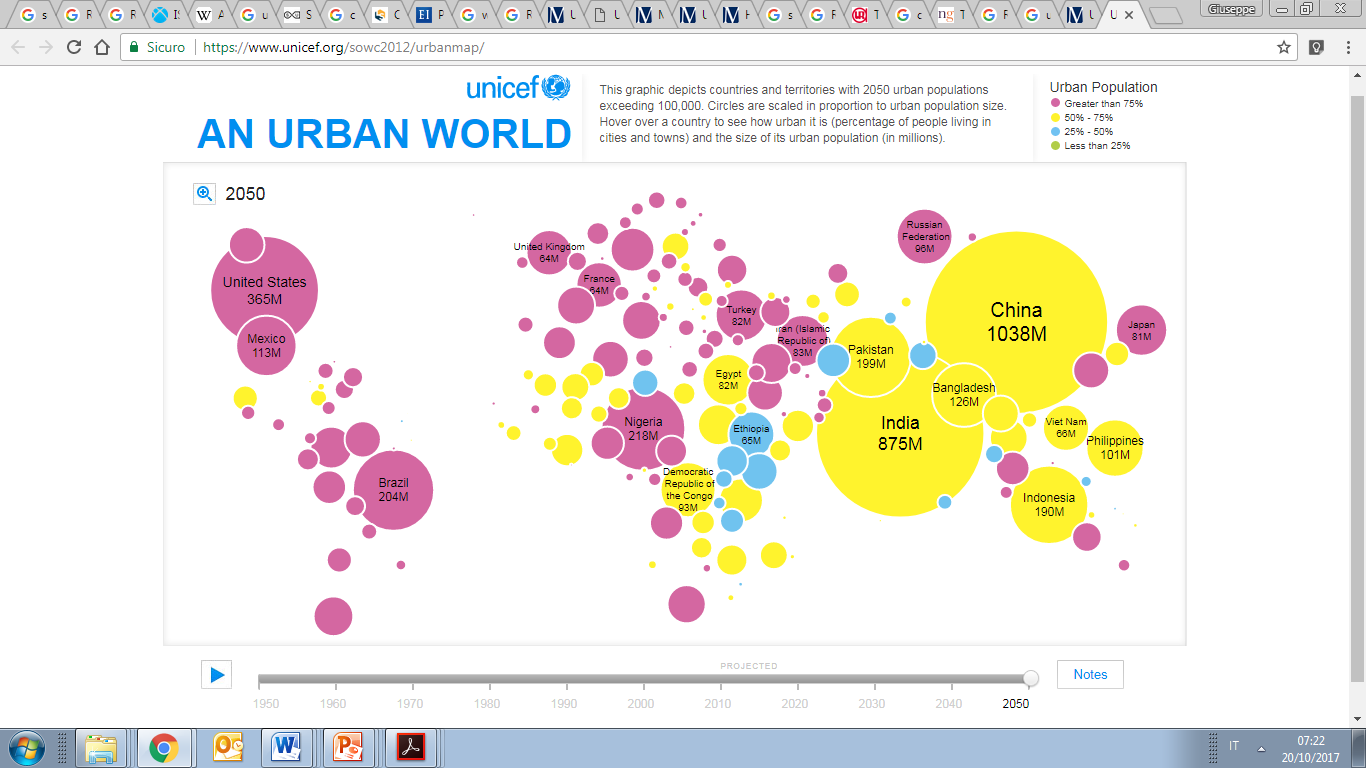 s
R
R
IS
A
u
S
c
C
P
w
R
U
U
M
U
H
s
F
T
c
T
F
u
U
U
Giuseppe
Sicuro
https://www.unicef.org/sowc2012/urbanmap/
unicef
AN URBAN WORLD
This graphic depicts countries and territories with 2050 urban populations
exceeding 100,000. Circles are scaled in proportion to urban population size.
Hover over a country to see how urban it is (percentage of people living in
cities and towns) and the size of its urban population (in millions).
Urban Population
Greater than 75%
50% - 75%
25% - 50%
Less than 25%
2050
United States
365M
Mexico
113M
Brazil
204M
United Kingdom
64M
France
64M
Turkey
82M
Iran (Islamic
Republic of)
83M
Egypt
82M
Nigeria
218M
Ethiopia
65M
Democratic
Republic of
the Congo
93M
Russian
Federation
96M
China
1038M
Japan
81M
Pakistan
199M
Bangladesh
126M
India
875M
Viet Nam
66M
Philippines
101M
Indonesia
190M
PROJECTED
1950 1960 1970 1980 1990 2000 2010 2020 2030 2040 2050
Notes
IT
07:22
20/10/2017